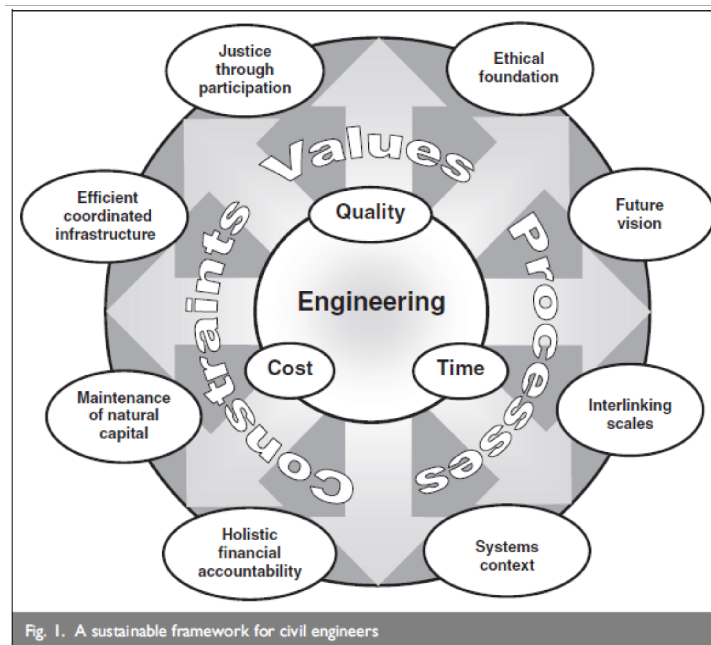 Justice
through
participation
Ethical
foundation
Values
Efficient
coordinated
infrastructure
Quality
Future
vision
Constraints
Engineering
Processes
Cost
Time
Maintenance
of natural
capital
Interlinking
scales
Holistic
financial
accountability
Systems
context
Fig. 1. A sustainable framework for civil engineers